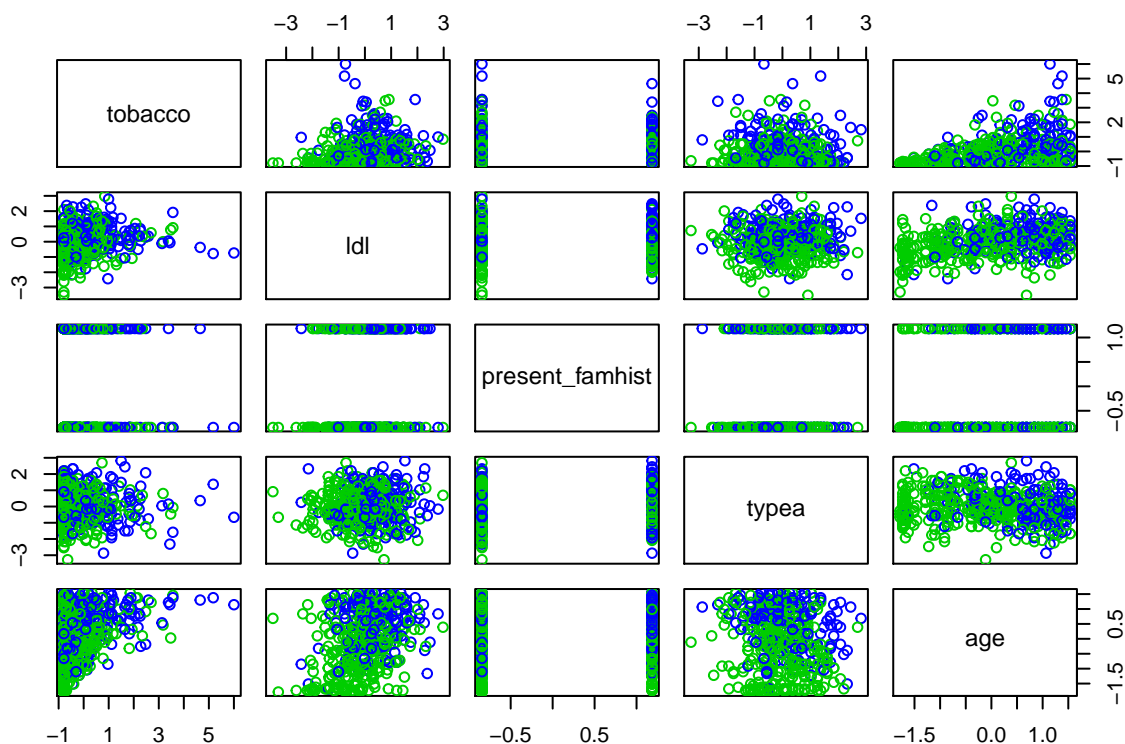 −3 −1 1 3 −3 −1 1 3
tobacco −1 2 5
−3 0 2 ldl
present_famhist −0.5 1.0
−3 0 2 typea
age −1.5 0.5
−1 1 3 5 −0.5 0.5 −1.5 0.0 1.0